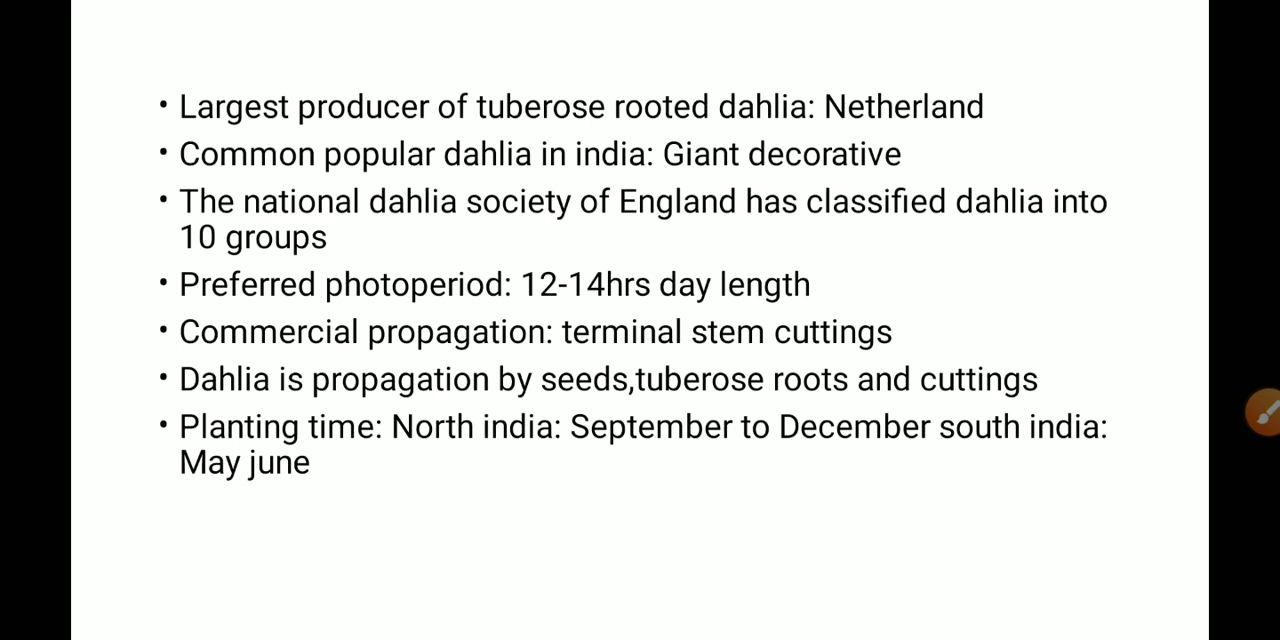 • Largest producer of tuberose rooted dahlia: Netherland
• Common popular dahlia in india: Giant decorative
• The national dahlia society of England has classified dahlia into
10 groups
• Preferred photoperiod: 12-14hrs day length
• Commercial propagation: terminal stem cuttings
• Dahlia is propagation by seeds,tuberose roots and cuttings
• Planting time: North india: September to December south india:
May june